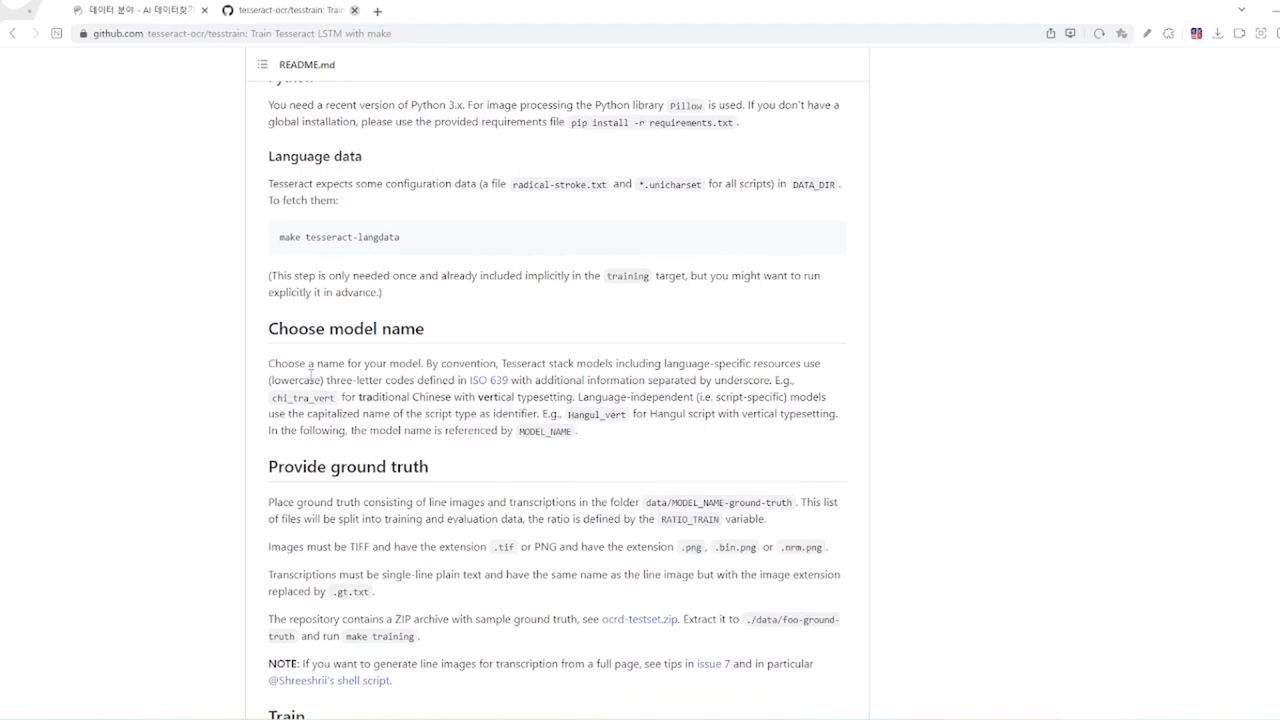 데이터 분야 - AI 데이터찾기
tesseract-ocr/tesstrain: Train
github.com tesseract-ocr/tesstrain: Train Tesseract LSTM with make
README.md
Python
You need a recent version of Python 3.x. For image processing the Python library Pillow is used. If you don't have a
global installation, please use the provided requirements file pip install -r requirements.txt.
Language data
Tesseract expects some configuration data (a file radical-stroke.txt and *.unicharset for all scripts) in DATA_DIR.
To fetch them:
make tesseract-langdata
(This step is only needed once and already included implicitly in the training target, but you might want to run
explicitly it in advance.)
Choose model name
Choose a name for your model. By convention, Tesseract stack models including language-specific resources use
(lowercase) three-letter codes defined in ISO 639 with additional information separated by underscore. E.g.,
chi_tra_vert for traditional Chinese with vertical typesetting. Language-independent (i.e. script-specific) models
use the capitalized name of the script type as identifier. E.g., Hangul_vert for Hangul script with vertical typesetting.
In the following, the model name is referenced by MODEL_NAME.
Provide ground truth
Place ground truth consisting of line images and transcriptions in the folder data/MODEL_NAME-ground-truth. This list
of files will be split into training and evaluation data, the ratio is defined by the RATIO_TRAIN variable.
Images must be TIFF and have the extension .tif or PNG and have the extension .png, .bin.png or .nrm.png.
Transcriptions must be single-line plain text and have the same name as the line image but with the image extension
replaced by .gt.txt.
The repository contains a ZIP archive with sample ground truth, see ocrd-testset.zip. Extract it to ./data/foo-ground-
truth and run make training.
NOTE: If you want to generate line images for transcription from a full page, see tips in issue 7 and in particular
@Shreeshrii's shell script.
Train